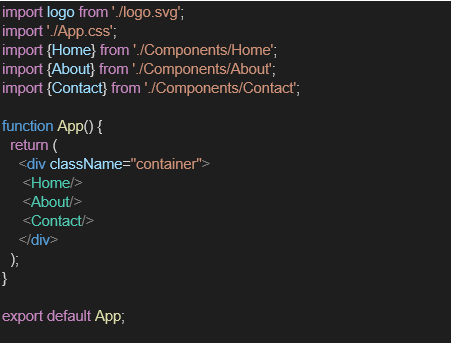 import logo from './logo.svg';
import './App.css';
import {Home} from './Components/Home';
import {About} from './Components/About';
import {Contact} from './Components/Contact';

function App() {
  return (
    <div className="container">
     <Home/>
     <About/>
     <Contact/>
    </div>
  );
}

export default App;